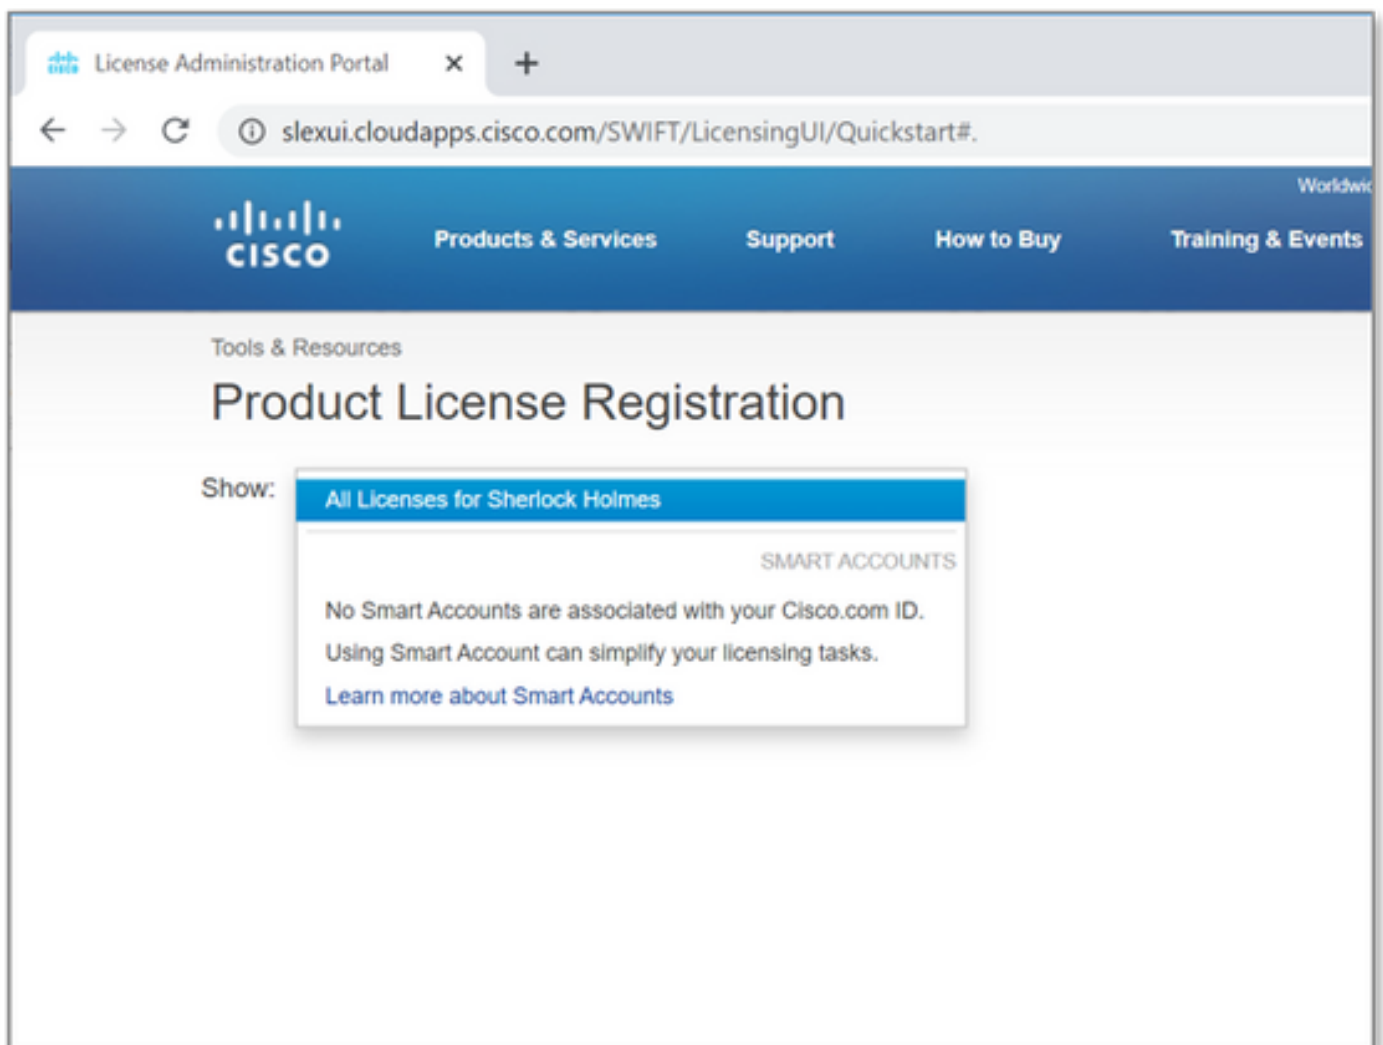 License Administration Portal
slexui.cloudapps.cisco.com/SWIFT/LicensingUI/Quickstart#.
CISCO
Products & Services
Support
How to Buy
Training & Events
Tools & Resources
Product License Registration
Show:
All Licenses for Sherlock Holmes
SMART ACCOUNTS
No Smart Accounts are associated with your Cisco.com ID.
Using Smart Account can simplify your licensing tasks.
Learn more about Smart Accounts